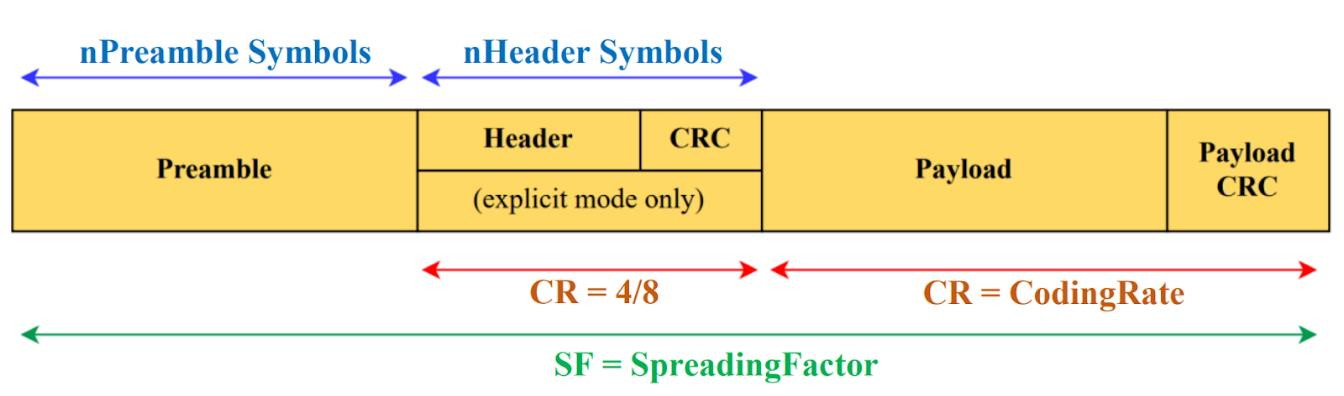 nPreamble Symbols
nHeader Symbols
Preamble
Header
CRC
(explicit mode only)
Payload
Payload
CRC
CR = 4/8
CR = CodingRate
SF = SpreadingFactor